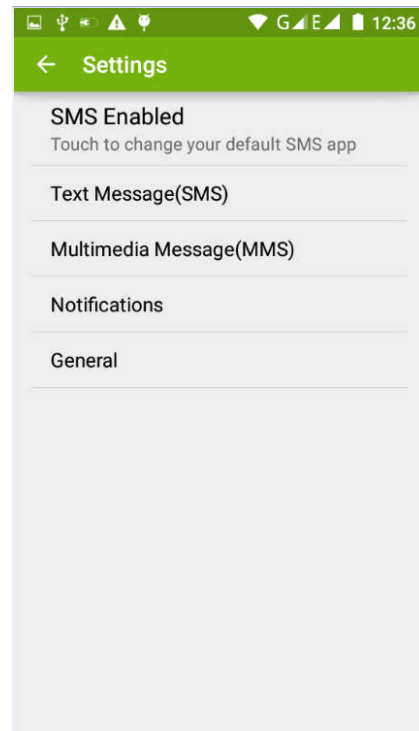 G E 12:36
Settings
SMS Enabled
Touch to change your default SMS app
Text Message(SMS)
Multimedia Message(MMS)
Notifications
General